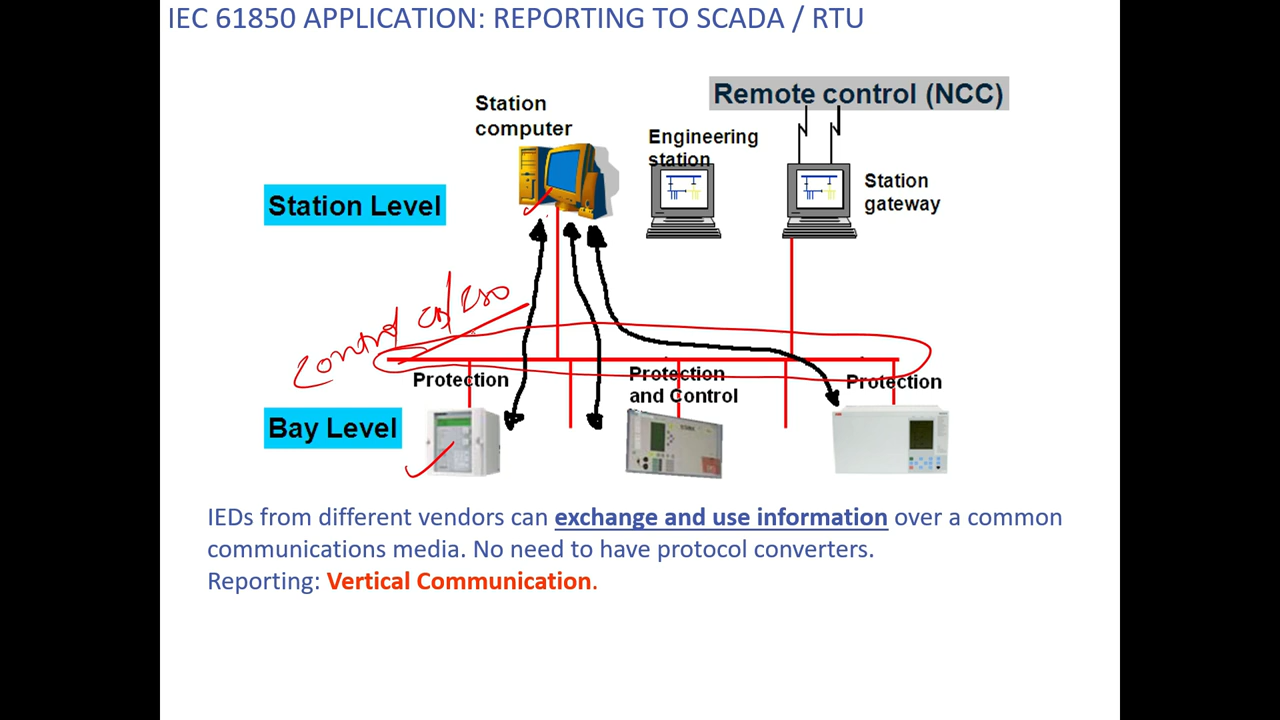 IEC 61850 APPLICATION: REPORTING TO SCADA / RTU
Remote control (NCC)
Station
computer
Engineering
station
Station
gateway
Station Level
Control
Protection
Protection
and Control
Protection
Bay Level
IEDs from different vendors can exchange and use information over a common
communications media. No need to have protocol converters.
Reporting: Vertical Communication.